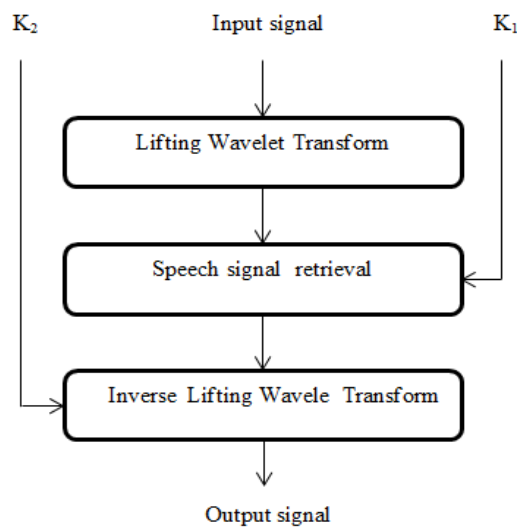 K₂ Input signal K₁
Lifting Wavelet Transform
Speech signal retrieval
Inverse Lifting Wavele Transform
Output signal